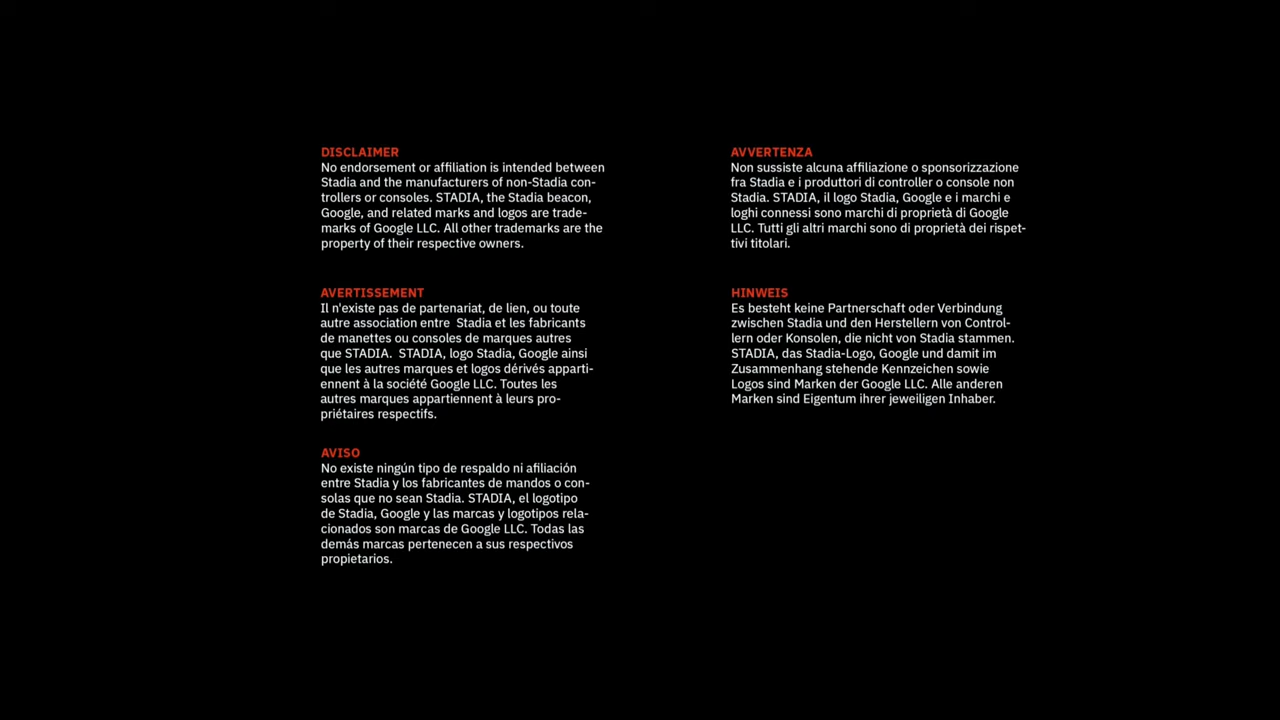 DISCLAIMER
No endorsement or affiliation is intended between
Stadia and the manufacturers of non-Stadia con-
trollers or consoles. STADIA, the Stadia beacon,
Google, and related marks and logos are trade-
marks of Google LLC. All other trademarks are the
property of their respective owners.
AVERTISSEMENT
Il n'existe pas de partenariat, de lien, ou toute
autre association entre  Stadia et les fabricants
de manettes ou consoles de marques autres
que STADIA.  STADIA, logo Stadia, Google ainsi
que les autres marques et logos dérivés apparti-
ennent à la société Google LLC. Toutes les
autres marques appartiennent à leurs pro-
priétaires respectifs.
AVISO
No existe ningún tipo de respaldo ni afiliación
entre Stadia y los fabricantes de mandos o con-
solas que no sean Stadia. STADIA, el logotipo
de Stadia, Google y las marcas y logotipos rela-
cionados son marcas de Google LLC. Todas las
demás marcas pertenecen a sus respectivos
propietarios.
AVVERTENZA
Non sussiste alcuna affiliazione o sponsorizzazione
fra Stadia e i produttori di controller o console non
Stadia. STADIA, il logo Stadia, Google e i marchi e
loghi connessi sono marchi di proprietà di Google
LLC. Tutti gli altri marchi sono di proprietà dei rispet-
tivi titolari.
HINWEIS
Es besteht keine Partnerschaft oder Verbindung
zwischen Stadia und den Herstellern von Control-
lern oder Konsolen, die nicht von Stadia stammen.
STADIA, das Stadia-Logo, Google und damit im
Zusammenhang stehende Kennzeichen sowie
Logos sind Marken der Google LLC. Alle anderen
Marken sind Eigentum ihrer jeweiligen Inhaber.